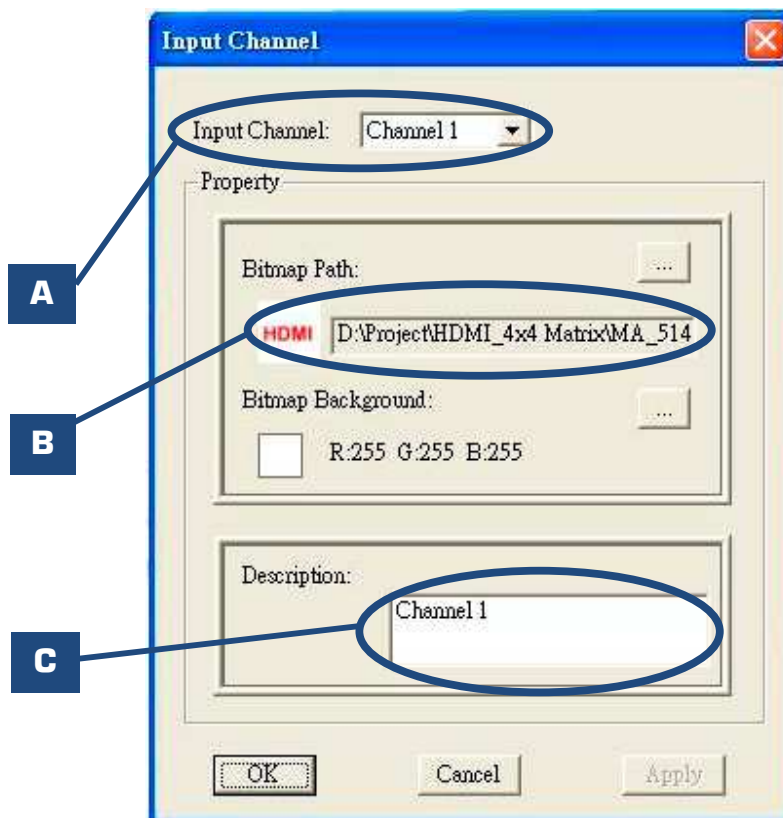 Input Channel
Input Channel: Channel 1
Property
A
Bitmap Path: ...
HDMI D:\Project\HDMI_4x4 Matrix\MA_514
B
Bitmap Background: ...
R:255 G:255 B:255
Description:
Channel 1
C
OK Cancel Apply